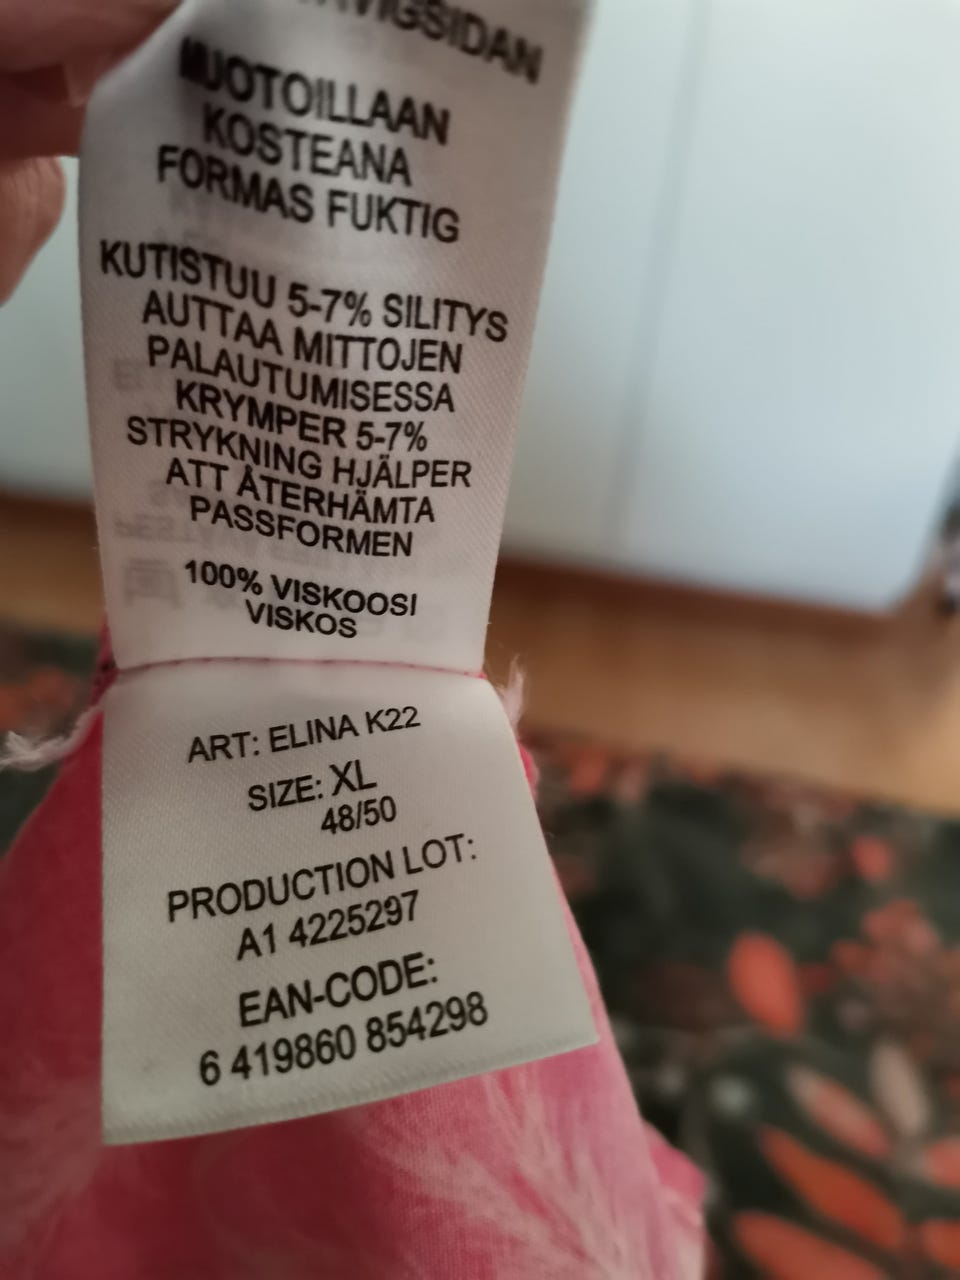 MUOTOILLAAN
KOSTEANA
FORMAS FUKTIG
KUTISTUU 5-7% SILITYS
AUTTAA MITTOJEN
PALAUTUMISESSA
KRYMPER 5-7%
STRYKNING HJÄLPER
ATT ÅTERHÄMTA
PASSFORMEN
100% VISKOOSI
VISKOS
ART: ELINA K22
SIZE: XL
48/50
PRODUCTION LOT:
A1 4225297
EAN-CODE:
6 419860 854298